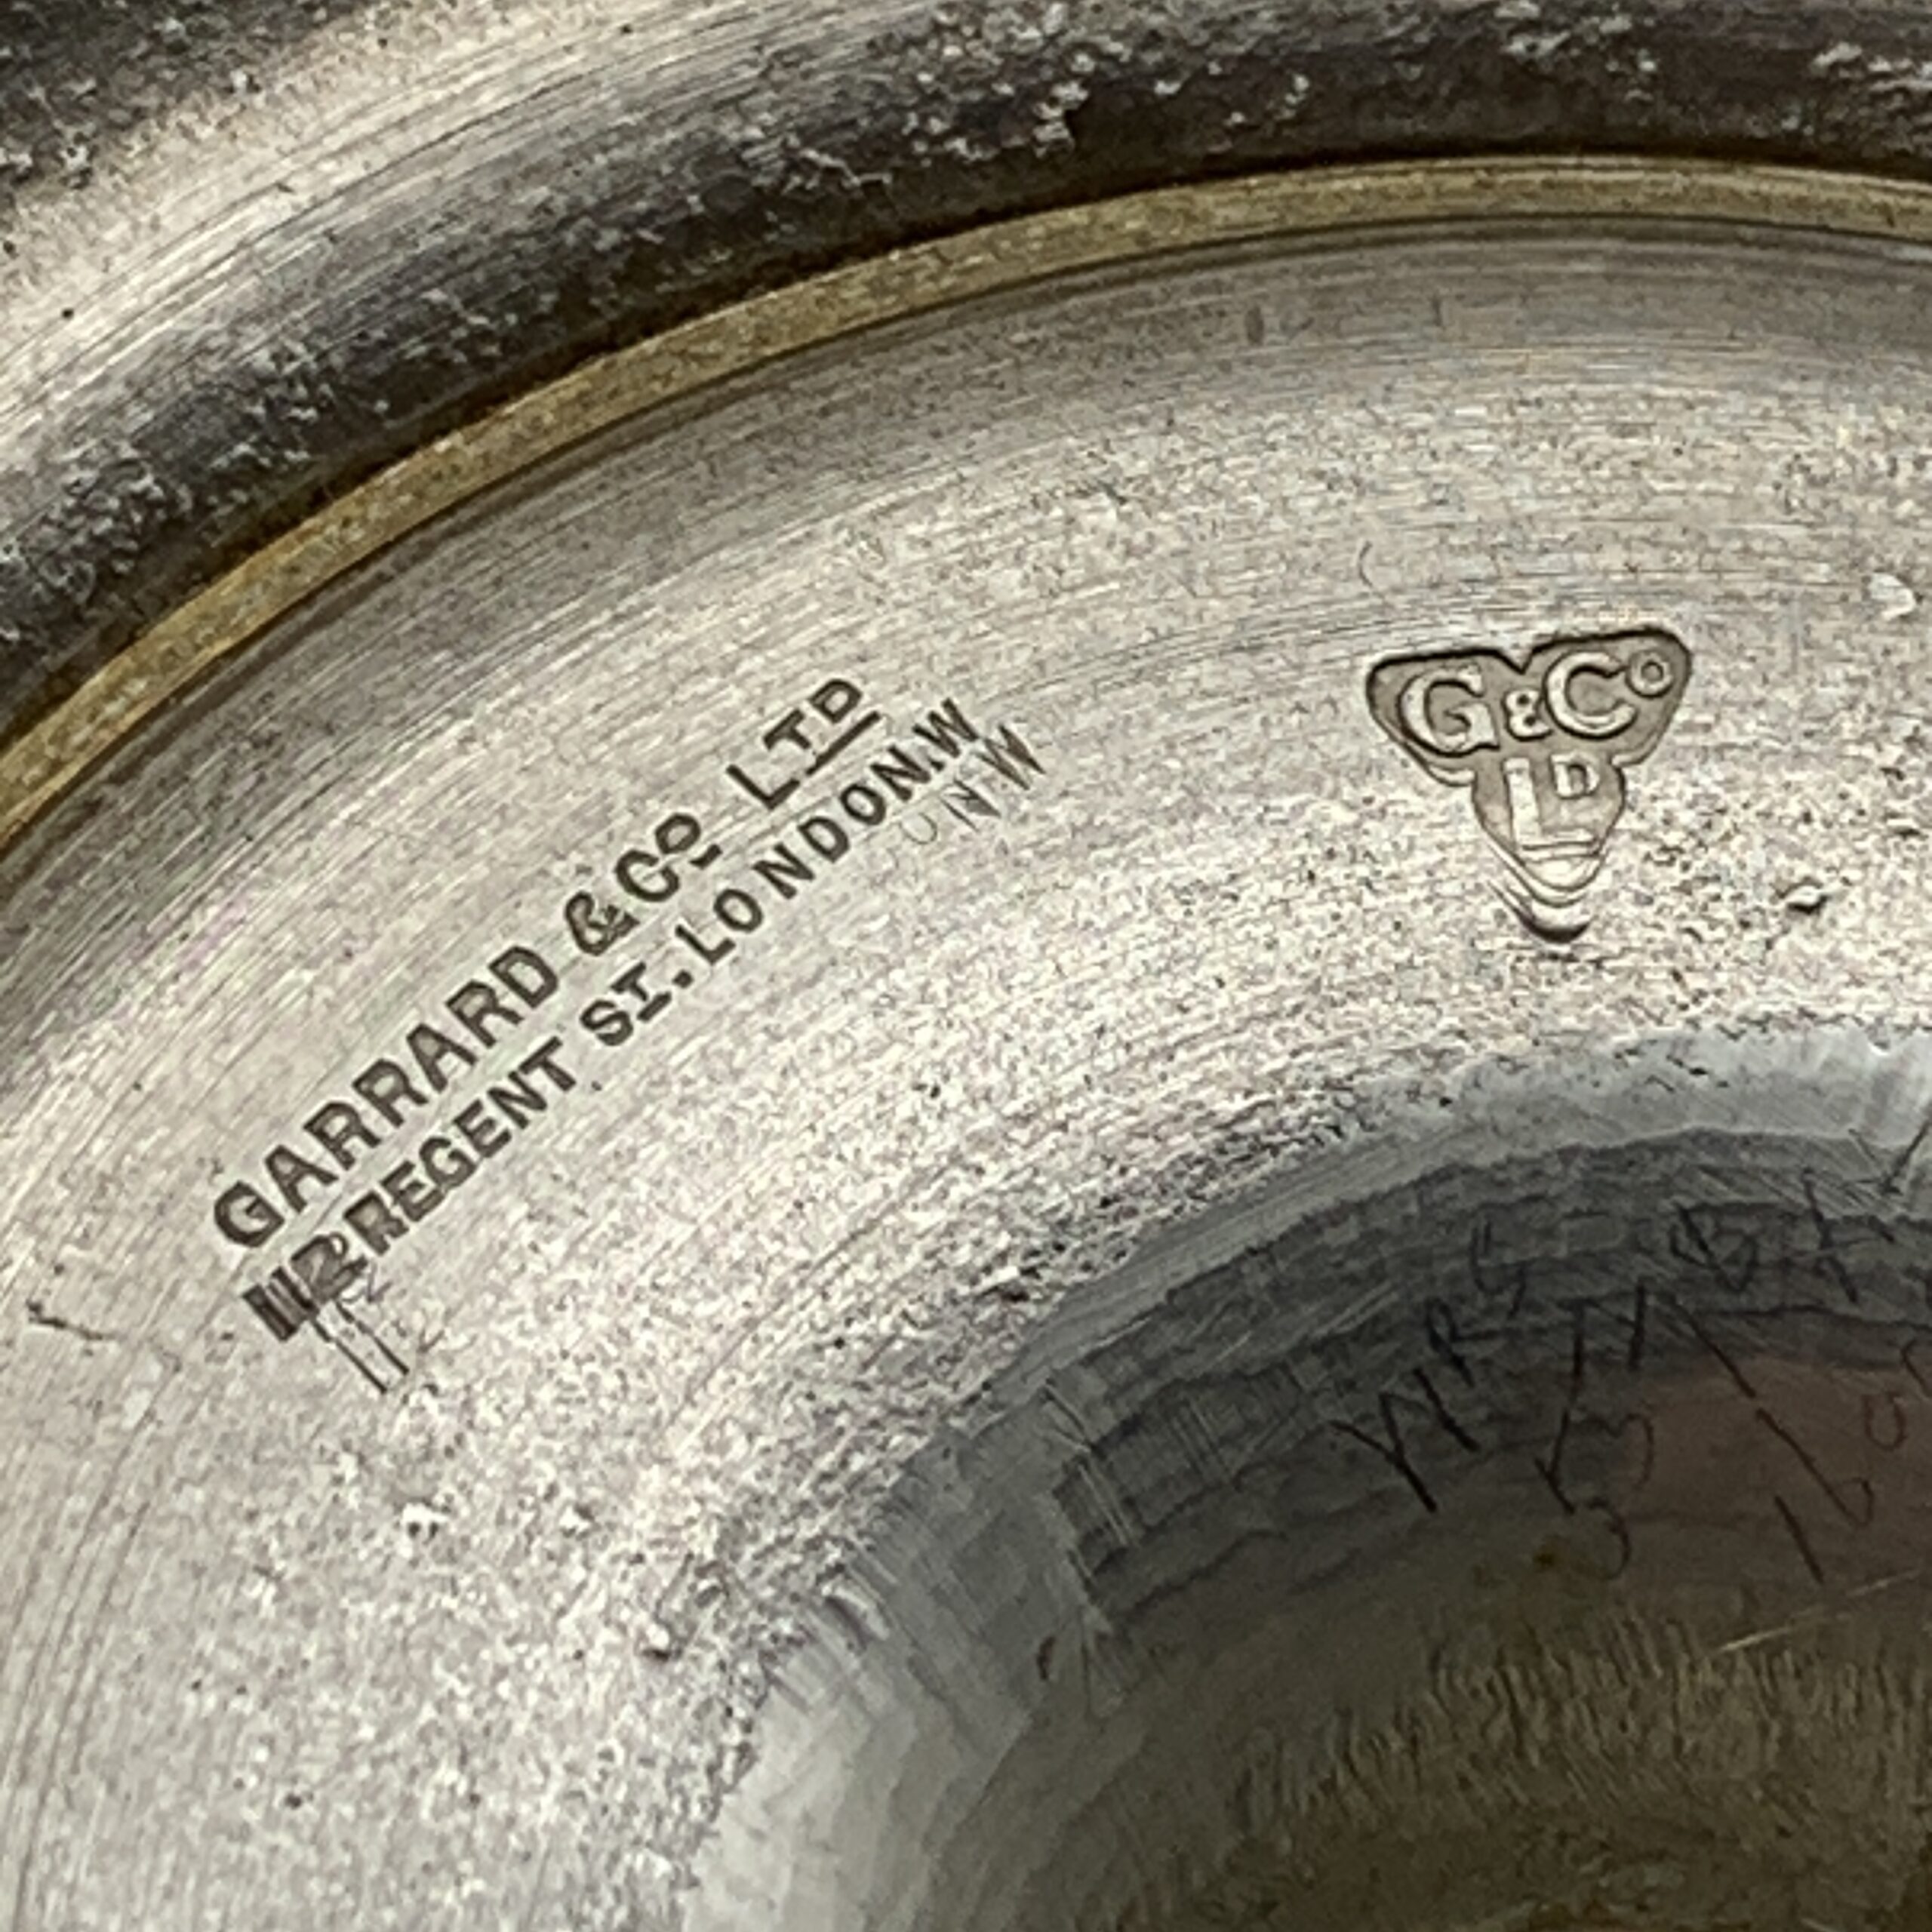 GARRARD & Co LTD
112 REGENT ST. LONDON.W
G&Co
LD